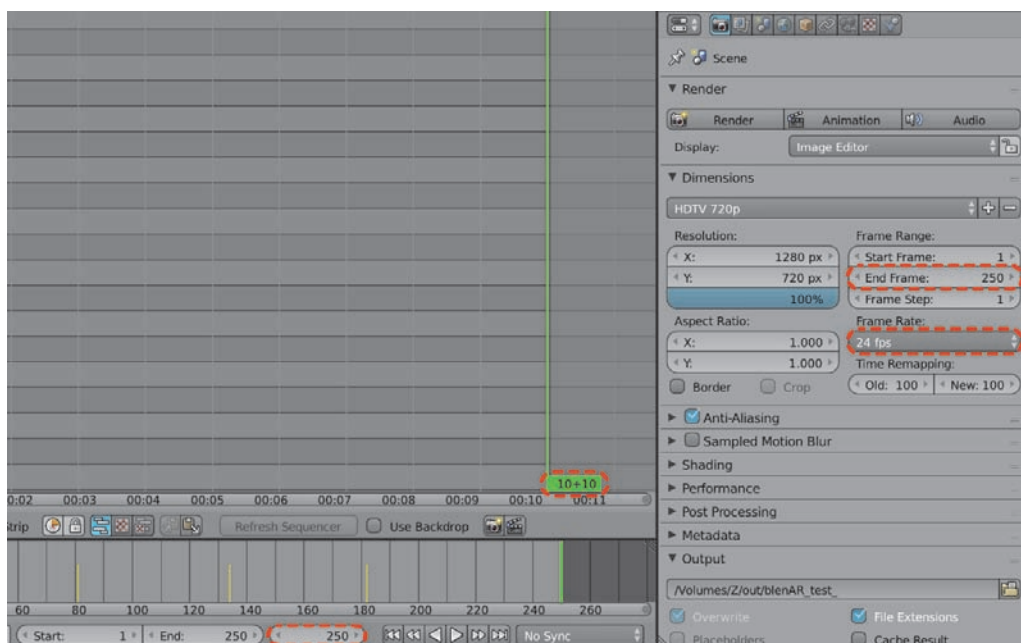 Scene
Render
Render Animation Audio
Display: Image Editor
Dimensions
HDTV 720p
Resolution: Frame Range:
X: 1280 px Start Frame: 1
Y: 720 px End Frame: 250
100% Frame Step: 1
Aspect Ratio: Frame Rate:
X: 1.000 24 fps
Y: 1.000 Time Remapping:
Border Crop Old: 100 New: 100
Anti-Aliasing
Sampled Motion Blur
Shading
10+10
Performance
0:02 00:03 00:04 00:05 00:06 00:07 00:08 00:09 00:10 00:11
Post Processing
trip Refresh Sequencer Use Backdrop
Metadata
Output
/Volumes/Z/out/blenAR_test_
60 80 100 120 140 160 180 200 220 240 260
Overwrite File Extensions
Start: 1 End: 250 250 No Sync
Placeholders Cache Result